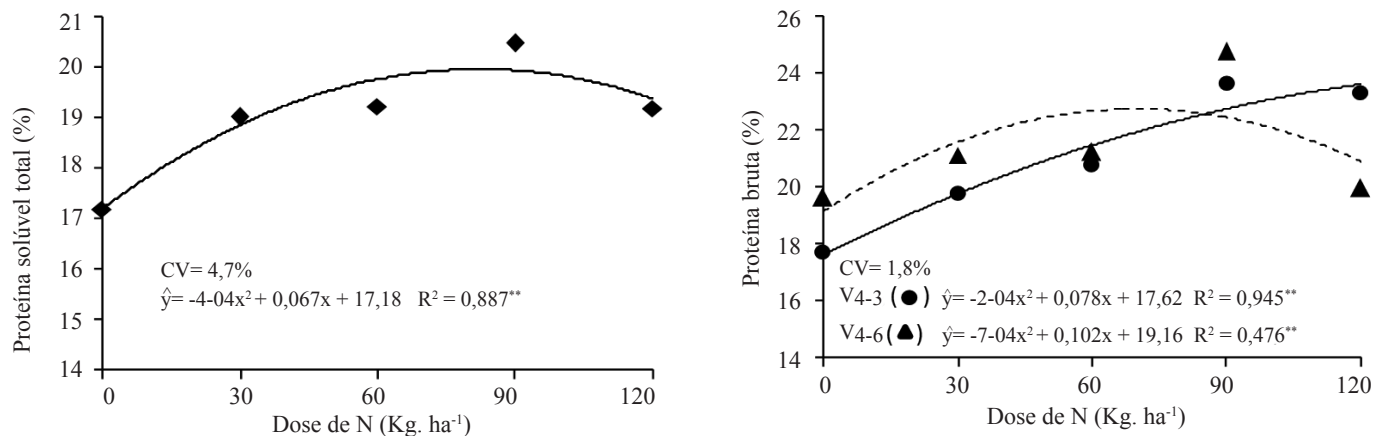 Proteína solúvel total (%)
21
20
19
18
17
16
15
14
CV= 4,7%
ŷ= -4-04x² + 0,067x + 17,18 R² = 0,887**
0 30 60 90 120
Dose de N (Kg. ha⁻¹)
Proteína bruta (%)
26
24
22
20
18
16
14
CV= 1,8%
V4-3 (●) ŷ= -2-04x² + 0,078x + 17,62 R² = 0,945**
V4-6 (▲) ŷ= -7-04x² + 0,102x + 19,16 R² = 0,476**
0 30 60 90 120
Dose de N (Kg. ha⁻¹)